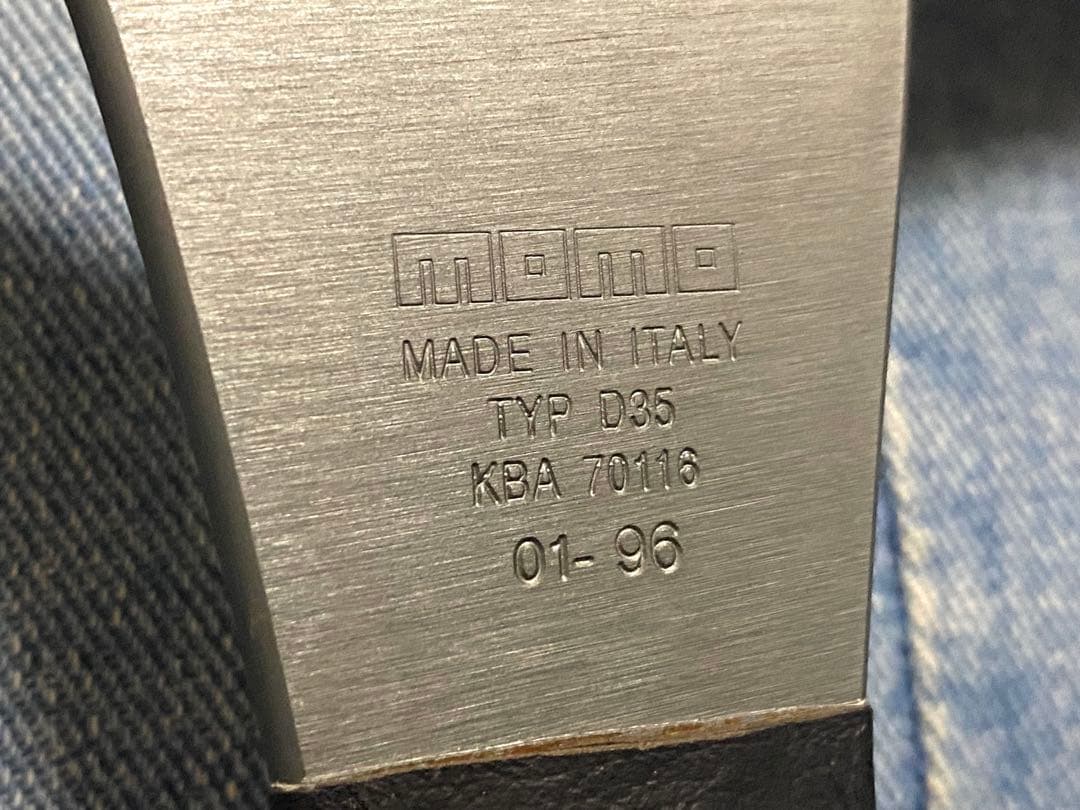 momo
MADE IN ITALY
TYP D35
KBA 70116
01-96